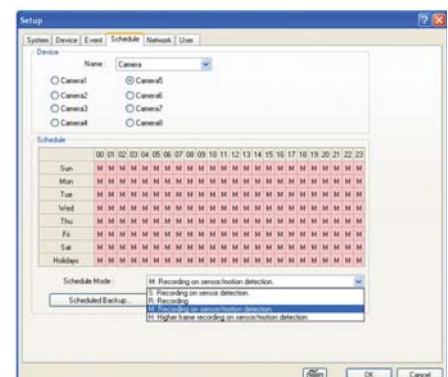 Setup
System Device Event Schedule Network User
Device
Name : Camera
Camera1 Camera5
Camera2 Camera6
Camera3 Camera7
Camera4 Camera8
Schedule
00 01 02 03 04 05 06 07 08 09 10 11 12 13 14 15 16 17 18 19 20 21 22 23
Sun M M M M M M M M M M M M M M M M M M M M M M M M
Mon M M M M M M M M M M M M M M M M M M M M M M M M
Tue M M M M M M M M M M M M M M M M M M M M M M M M
Wed M M M M M M M M M M M M M M M M M M M M M M M M
Thu M M M M M M M M M M M M M M M M M M M M M M M M
Fri M M M M M M M M M M M M M M M M M M M M M M M M
Sat M M M M M M M M M M M M M M M M M M M M M M M M
Holidays M M M M M M M M M M M M M M M M M M M M M M M M
Schedule Mode : M: Recording on sensor/motion detection.
S: Recording on sensor detection.
Scheduled Backup... R: Recording
M: Recording on sensor/motion detection.
H: Higher frame recording on sensor/motion detection.
OK Cancel